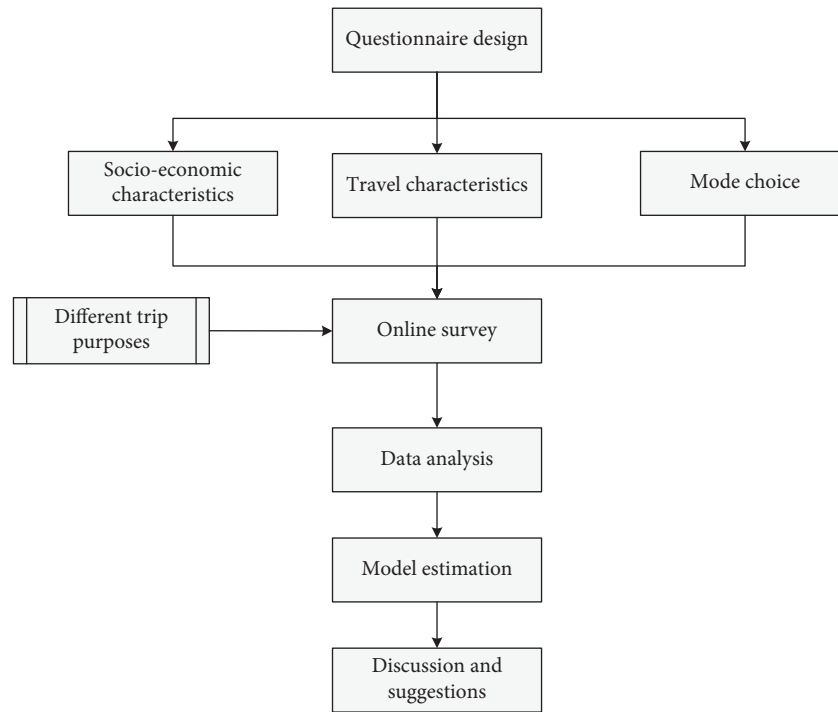 Questionnaire design
Socio-economic
characteristics
Travel characteristics
Mode choice
Different trip
purposes
Online survey
Data analysis
Model estimation
Discussion and
suggestions